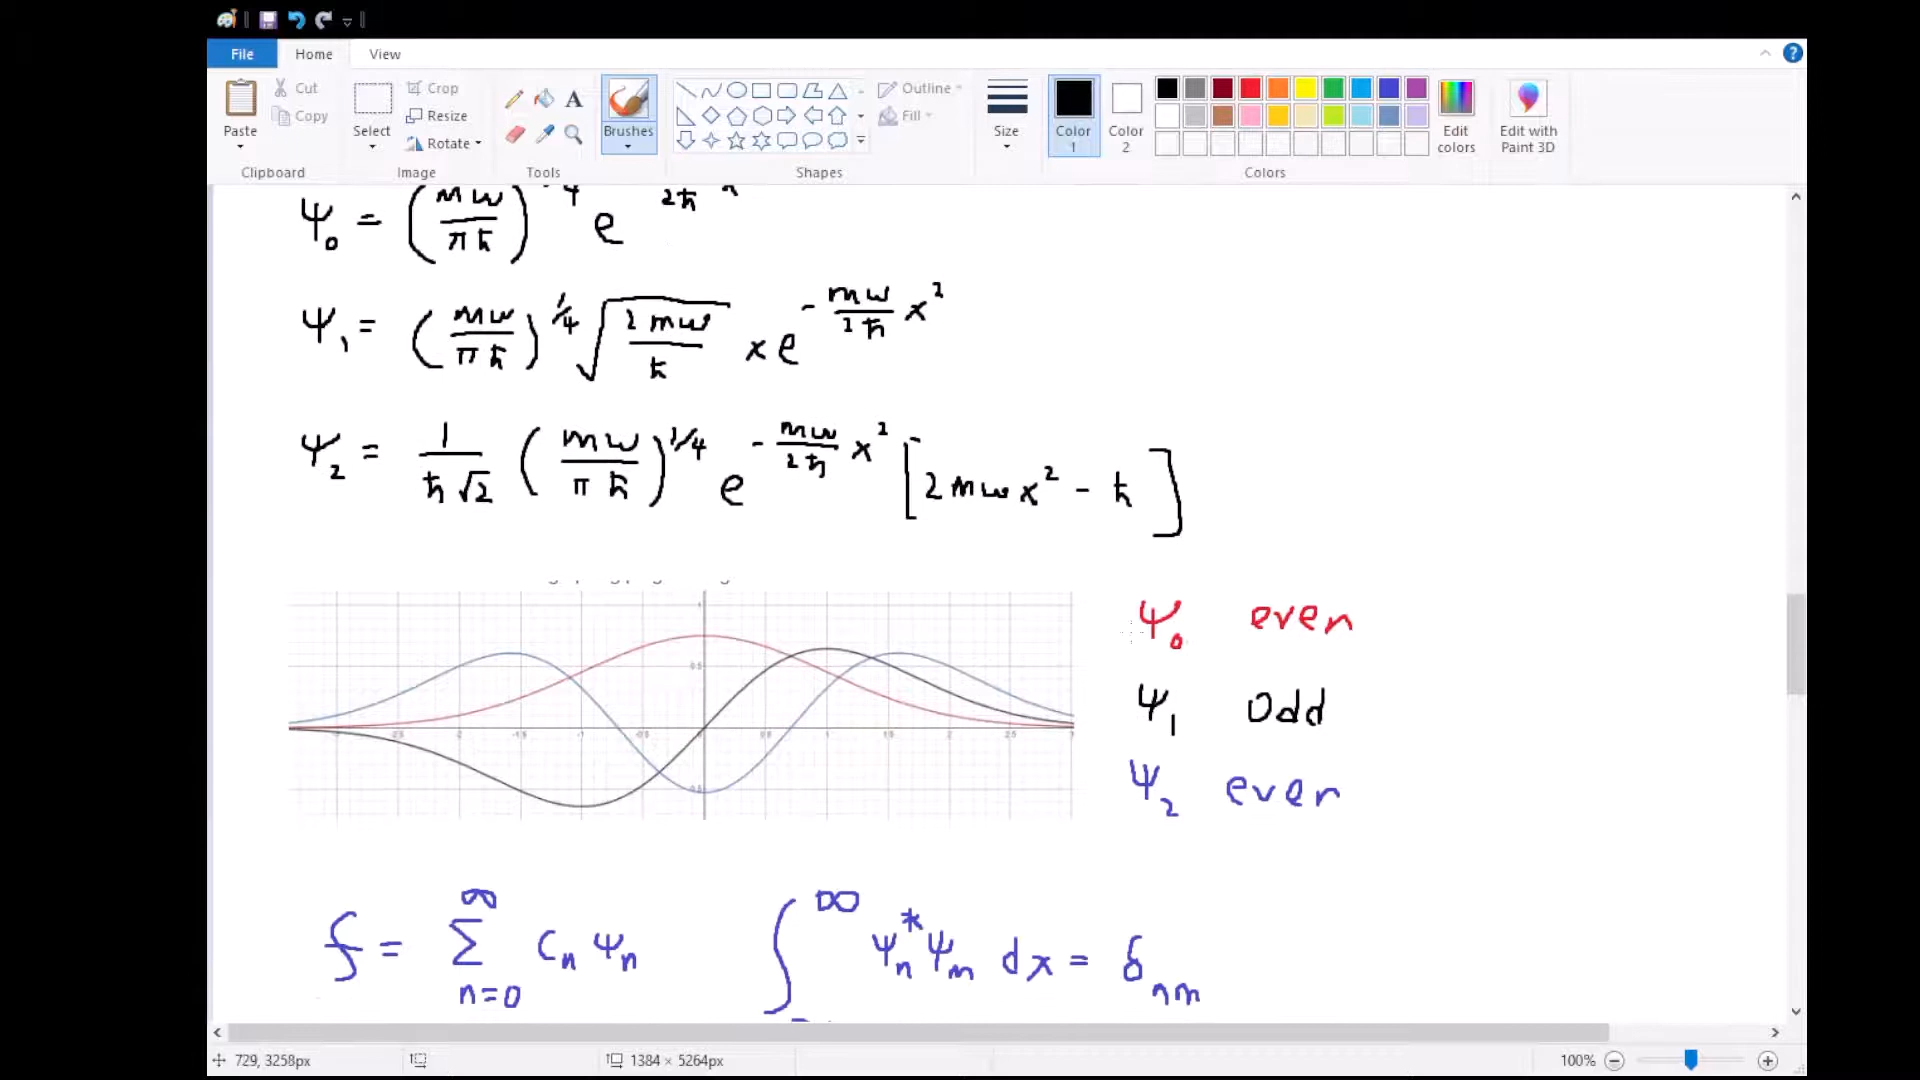 File Home View
Paste
Cut
Copy
Clipboard
Select
Crop
Resize
Rotate
Image
A
Tools
Brushes
Outline
Fill
Shapes
Size
Color 1
Color 2
Edit colors
Edit with Paint 3D
Colors
ψ₀ = (mω/πħ)^1/4 e 2ħ
ψ₁ = (mω/πħ)^1/4 √(2mω/ħ) x e^-mω/2ħ x²
ψ₂ = 1/ħ√2 (mω/πħ)^1/4 e^-mω/2ħ x² [2mωx² - ħ]
ψ₀ even
ψ₁ Odd
ψ₂ even
f = Σ n=0 ∞ Cₙ ψₙ ∫ ∞ ψₙ* ψₘ dx = δₙₘ
729, 3258px
1384 × 5264px
100%